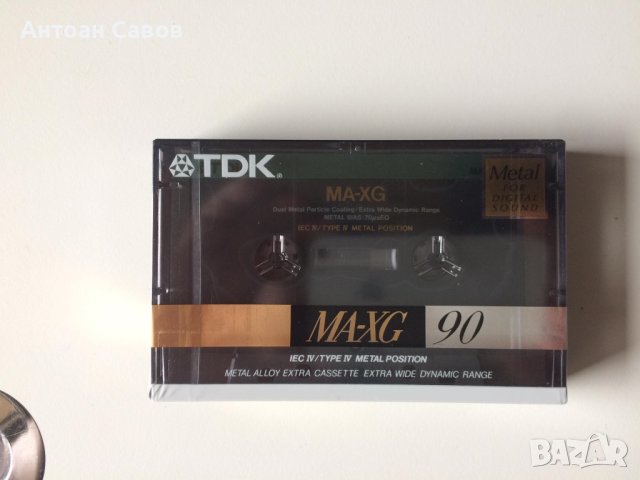 Антоан Савов
TDK
MA-XG
Dual Metal Particle Coating/Extra Wide Dynamic Range
METAL BIAS·70µsEQ
IEC IV/TYPE IV METAL POSITION
Metal
FOR
DIGITAL
SOUND
MA-XG 90
IEC IV/TYPE IV METAL POSITION
METAL ALLOY EXTRA CASSETTE EXTRA WIDE DYNAMIC RANGE
BAZAR